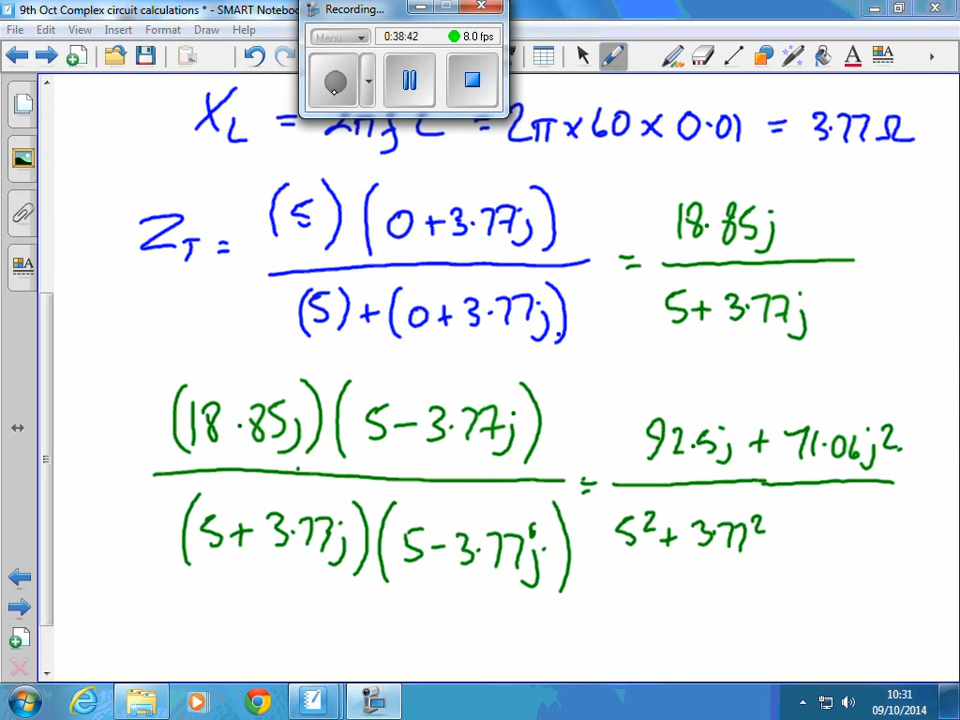 9th Oct Complex circuit calculations * - SMART Notebo
Recording...
File Edit View Insert Format Draw Help
Menu 0:38:42 8.0 fps
X_L = 2πfL = 2π × 60 × 0.01 = 3.77Ω
Z_T = (5)(0+3.77j) / (5)+(0+3.77j) = 18.85j / 5+3.77j
(18.85j)(5-3.77j) / (5+3.77j)(5-3.77j) = 92.5j + 71.06j² / 5² + 3.77²
10:31
09/10/2014